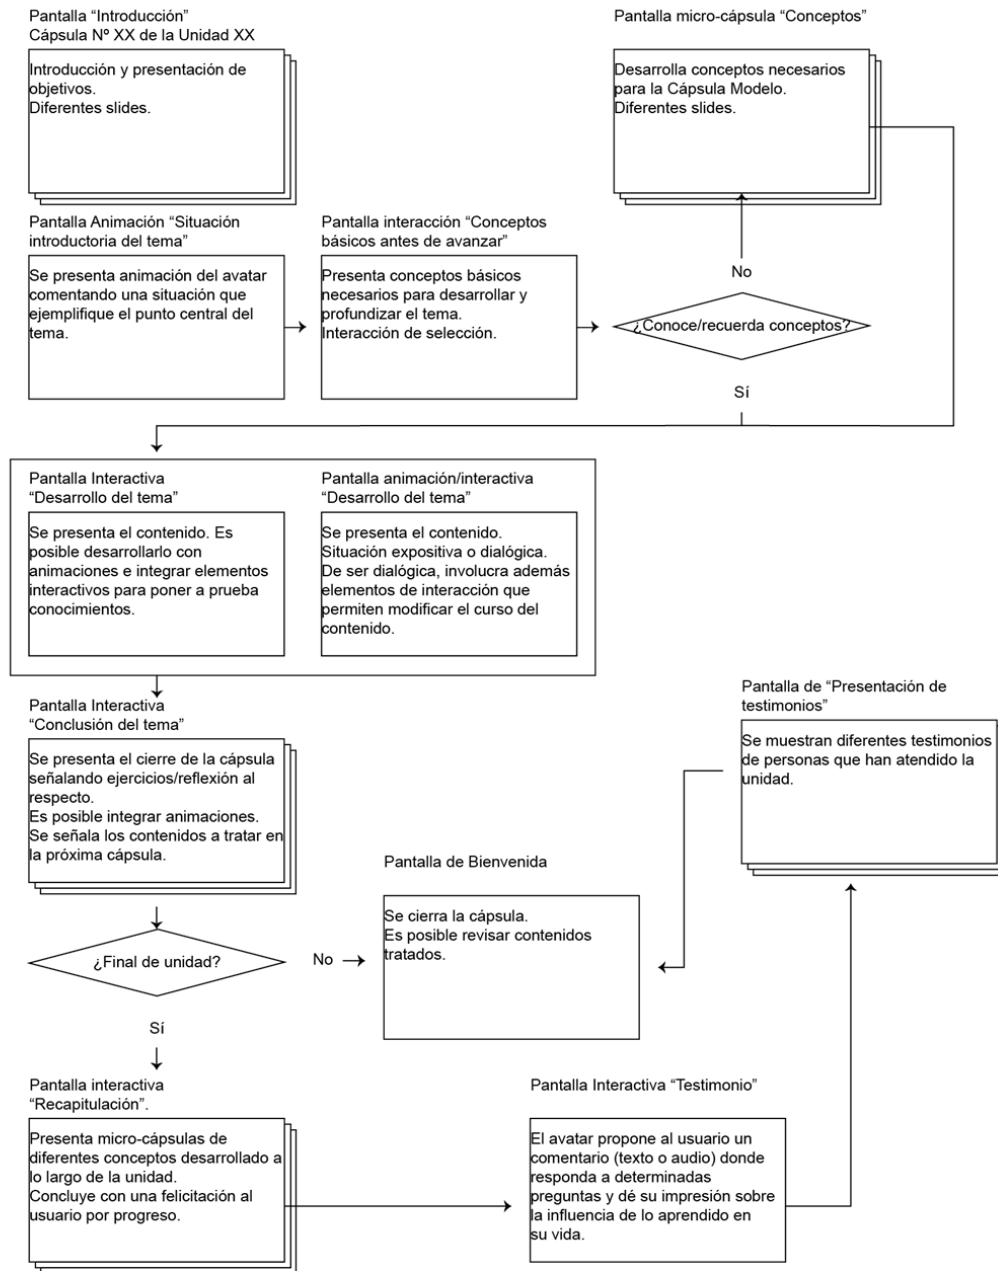 Pantalla “Introducción”
Cápsula Nº XX de la Unidad XX
Introducción y presentación de
objetivos.
Diferentes slides.
Pantalla micro-cápsula “Conceptos”
Desarrolla conceptos necesarios
para la Cápsula Modelo.
Diferentes slides.
Pantalla Animación “Situación
introductoria del tema”
Se presenta animación del avatar
comentando una situación que
ejemplifique el punto central del
tema.
Pantalla interacción “Conceptos
básicos antes de avanzar”
Presenta conceptos básicos
necesarios para desarrollar y
profundizar el tema.
Interacción de selección.
No
¿Conoce/recuerda conceptos?
Sí
Pantalla Interactiva
“Desarrollo del tema”
Se presenta el contenido. Es
posible desarrollarlo con
animaciones e integrar elementos
interactivos para poner a prueba
conocimientos.
Pantalla animación/interactiva
“Desarrollo del tema”
Se presenta el contenido.
Situación expositiva o dialógica.
De ser dialógica, involucra además
elementos de interacción que
permiten modificar el curso del
contenido.
Pantalla Interactiva
“Conclusión del tema”
Se presenta el cierre de la cápsula
señalando ejercicios/reflexión al
respecto.
Es posible integrar animaciones.
Se señala los contenidos a tratar en
la próxima cápsula.
Pantalla de “Presentación de
testimonios”
Se muestran diferentes testimonios
de personas que han atendido la
unidad.
Pantalla de Bienvenida
Se cierra la cápsula.
Es posible revisar contenidos
tratados.
¿Final de unidad?
No
Sí
Pantalla interactiva
“Recapitulación”.
Presenta micro-cápsulas de
diferentes conceptos desarrollado a
lo largo de la unidad.
Concluye con una felicitación al
usuario por progreso.
Pantalla Interactiva “Testimonio”
El avatar propone al usuario un
comentario (texto o audio) donde
responda a determinadas
preguntas y dé su impresión sobre
la influencia de lo aprendido en
su vida.